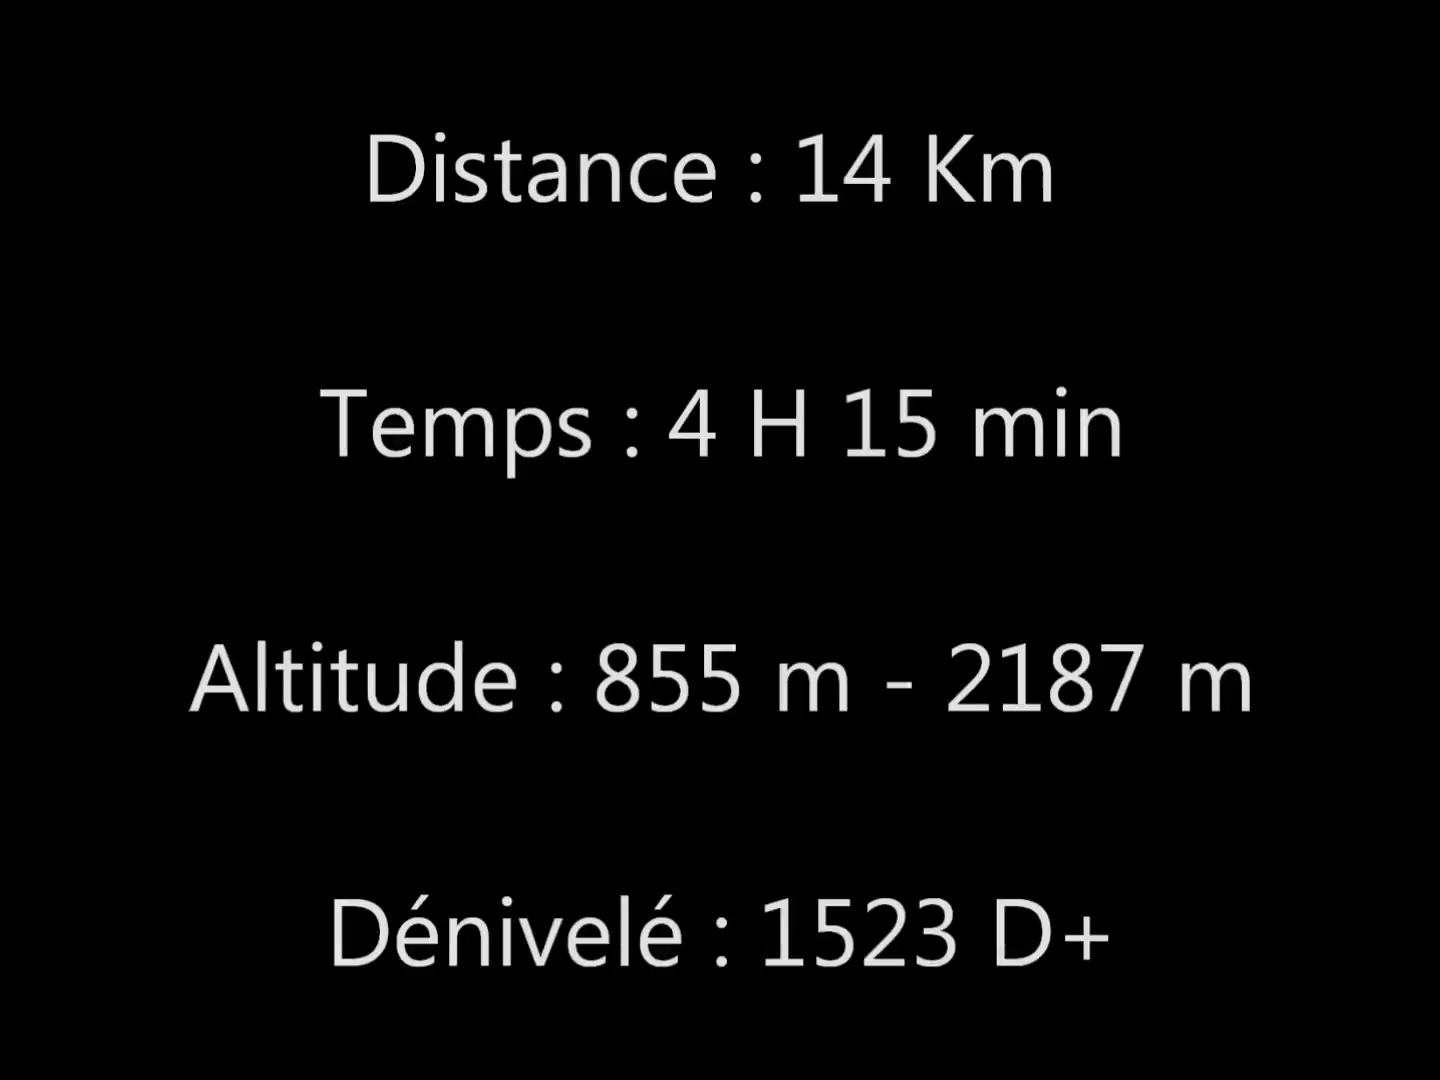 Distance : 14 Km
Temps : 4 H 15 min
Altitude : 855 m - 2187 m
Dénivelé : 1523 D+